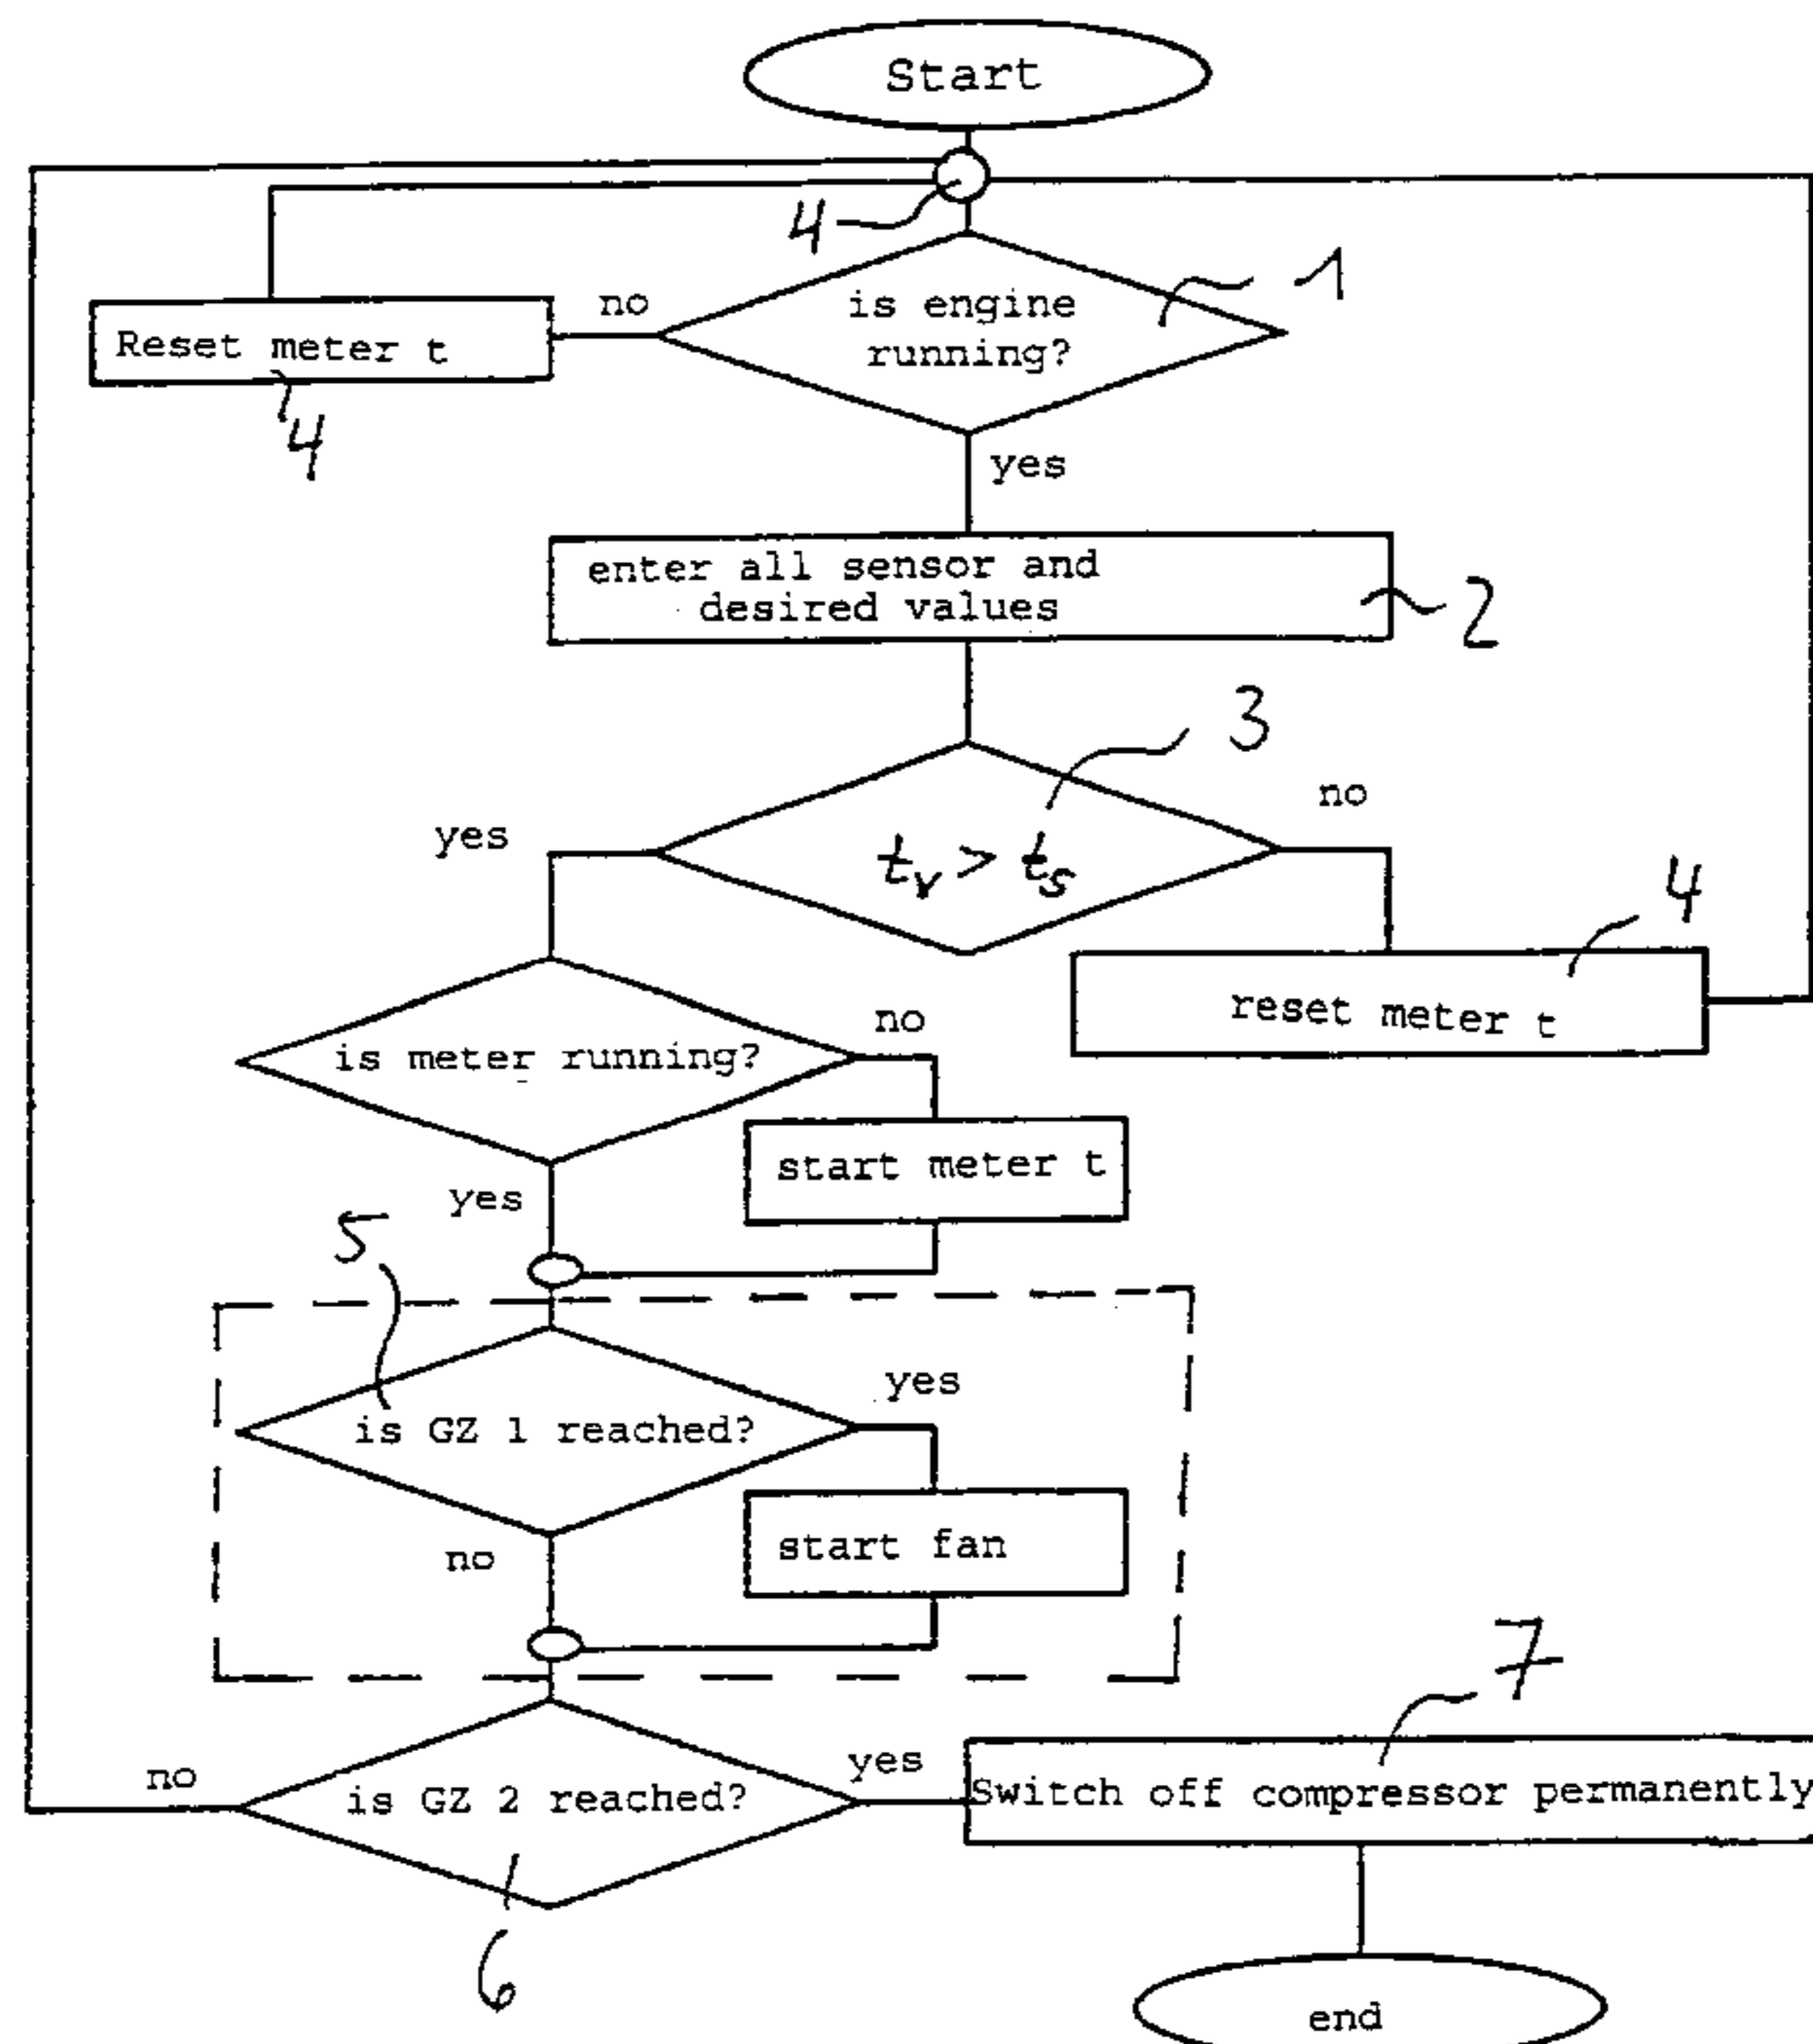 Start
4
1
is engine
running?
no
Reset meter t
4
yes
enter all sensor and
desired values
2
3
no
yes
tv > ts
4
reset meter t
no
is meter running?
start meter t
yes
5
yes
is GZ 1 reached?
start fan
no
7
yes
no
is GZ 2 reached?
Switch off compressor permanently
6
end